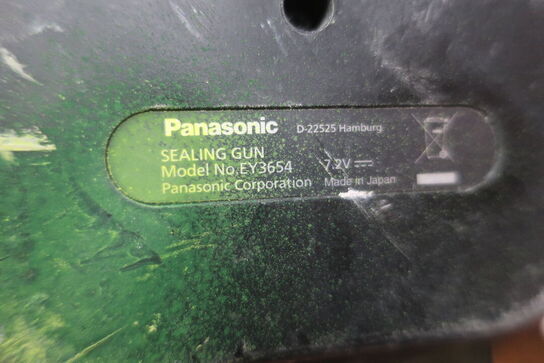 Panasonic D-22525 Hamburg
SEALING GUN
Model No.EY3654 7.2V
Panasonic Corporation Made in Japan